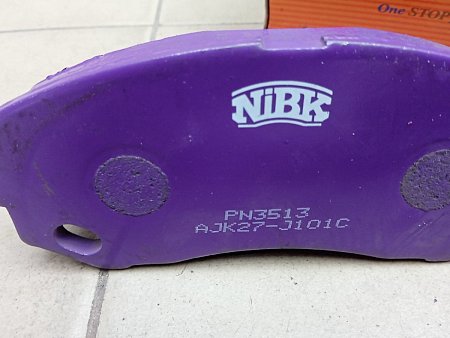 One STOP
NiBK
PN3513
AJK27-J101C